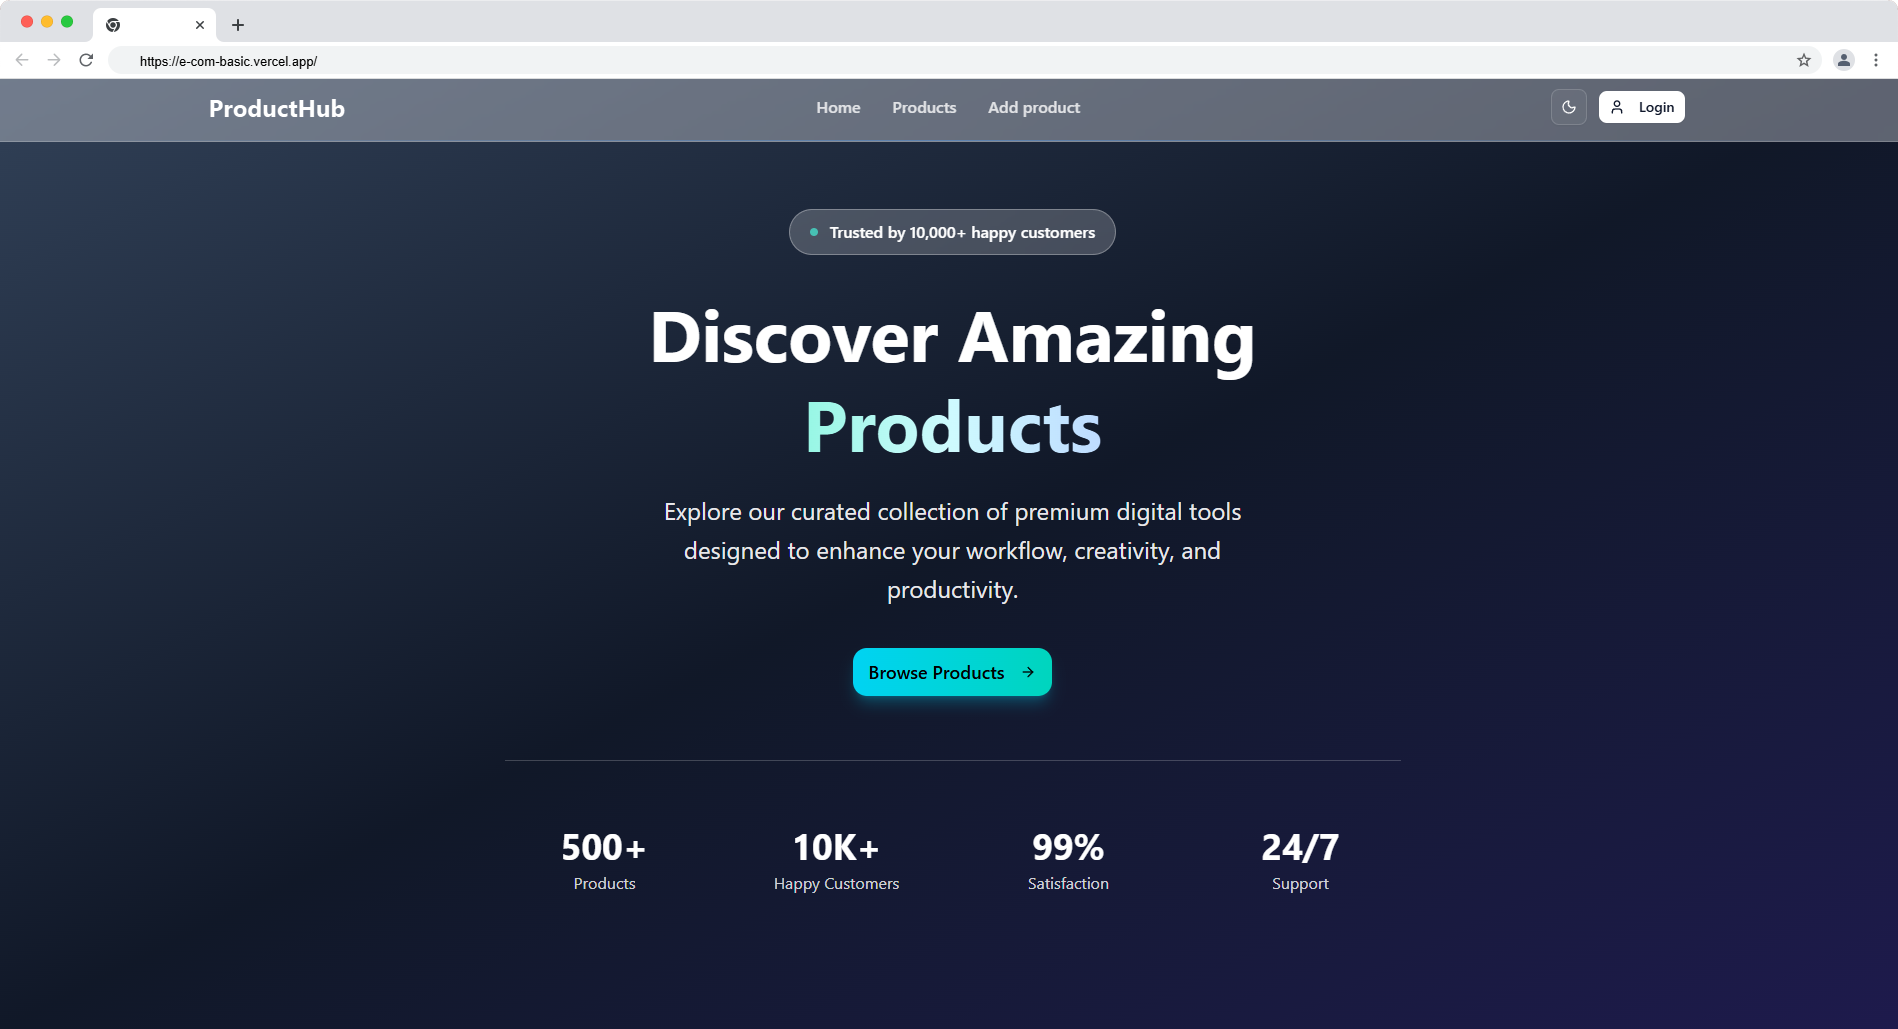 https://e-com-basic.vercel.app/
ProductHub
Home
Products
Add product
Login
Trusted by 10,000+ happy customers
Discover Amazing
Products
Explore our curated collection of premium digital tools
designed to enhance your workflow, creativity, and
productivity.
Browse Products
500+
Products
10K+
Happy Customers
99%
Satisfaction
24/7
Support